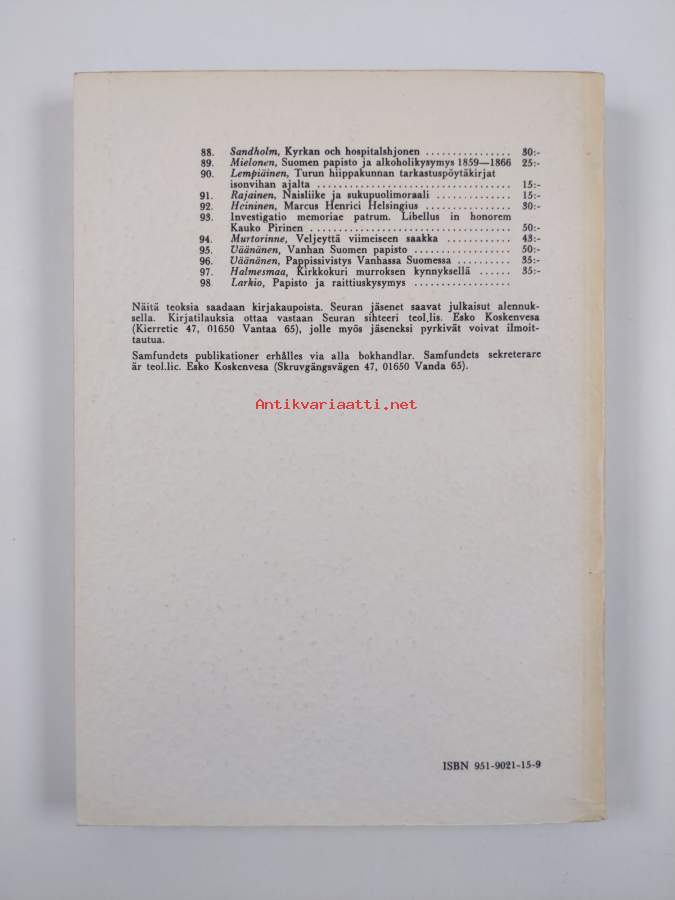 88. Sandholm, Kyrkan och hospitalshjonen ................ 30:-
89. Mielonen, Suomen papisto ja alkoholikysymys 1859—1866 25:-
90. Lempiäinen, Turun hiippakunnan tarkastuspöytäkirjat
isonvihan ajalta .................................... 15:-
91. Rajainen, Naisliike ja sukupuolimoraali ............... 15:-
92. Heininen, Marcus Henrici Helsingius ................. 30:-
93. Investigatio memoriae patrum. Libellus in honorem
Kauko Pirinen ...................................... 50:-
94. Murtorinne, Veljeyttä viimeiseen saakka ............ 43:-
95. Väänänen, Vanhan Suomen papisto .................. 50:-
96. Väänänen, Pappissivistys Vanhassa Suomessa .......... 35:-
97. Halmesmaa, Kirkkokuri murroksen kynnyksellä ...... 35:-
98. Larkio, Papisto ja raittiuskysymys ..................
Näitä teoksia saadaan kirjakaupoista. Seuran jäsenet saavat julkaisut alennuk-
sella. Kirjatilauksia ottaa vastaan Seuran sihteeri teol.lis. Esko Koskenvesa
(Kierretie 47, 01650 Vantaa 65), jolle myös jäseneksi pyrkivät voivat ilmoit-
tautua.
Samfundets publikationer erhålles via alla bokhandlar. Samfundets sekreterare
är teol.lic. Esko Koskenvesa (Skruvgängsvägen 47, 01650 Vanda 65).
Antikvariaatti.net
ISBN 951-9021-15-9